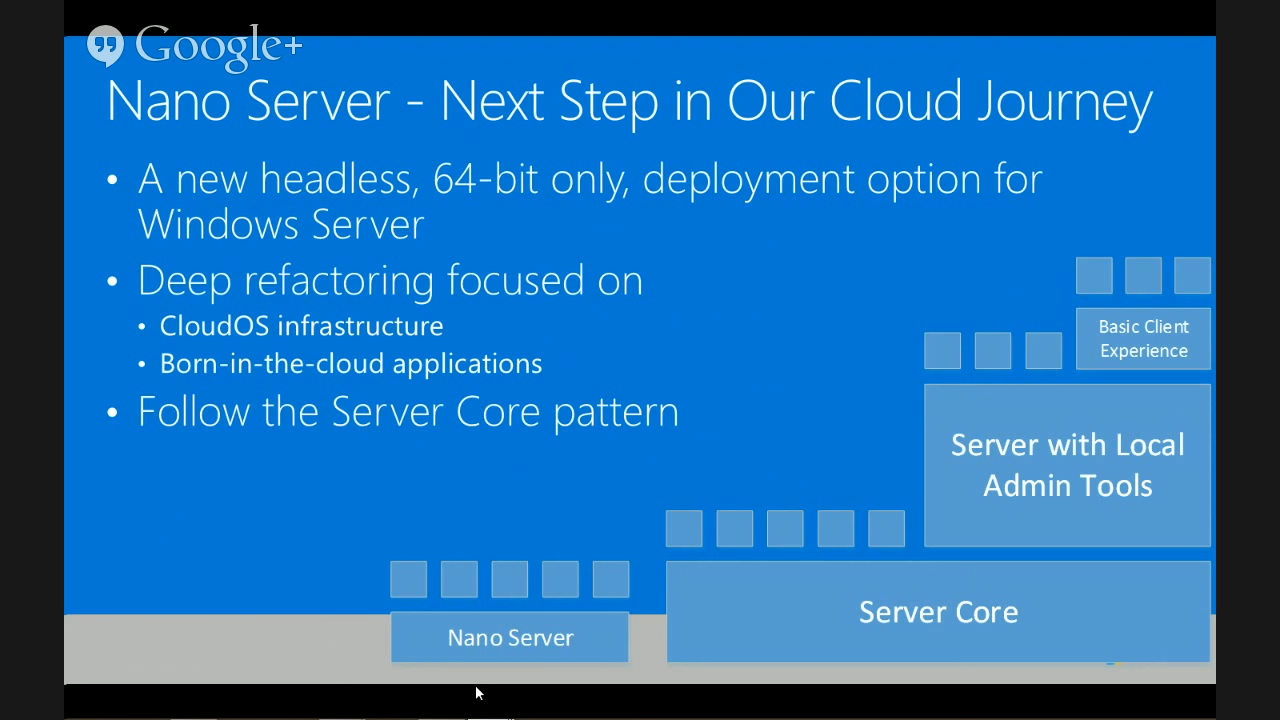 Google+
Nano Server - Next Step in Our Cloud Journey
• A new headless, 64-bit only, deployment option for
Windows Server
• Deep refactoring focused on
• CloudOS infrastructure
• Born-in-the-cloud applications
• Follow the Server Core pattern
Basic Client
Experience
Server with Local
Admin Tools
Server Core
Nano Server